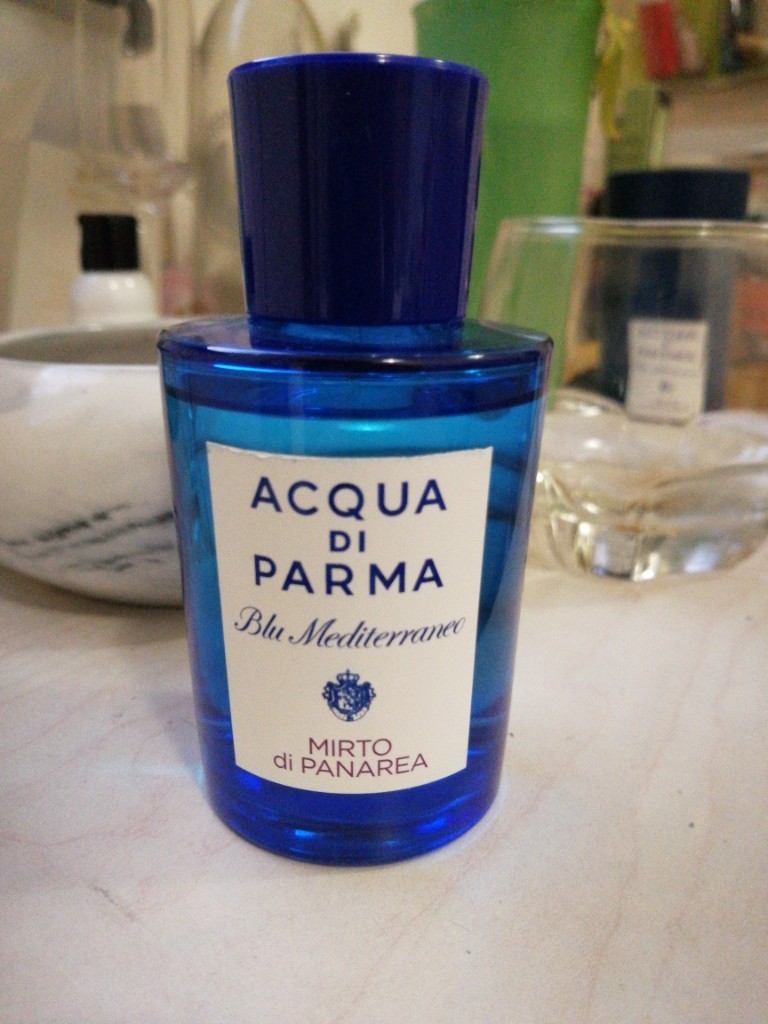 ACQUA
DI
PARMA
Blu Mediterraneo
MIRTO
di PANAREA